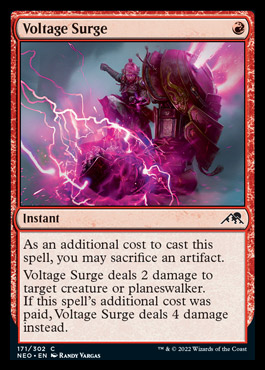 Voltage Surge
Instant
As an additional cost to cast this
spell, you may sacrifice an artifact.
Voltage Surge deals 2 damage to
target creature or planeswalker.
If this spell's additional cost was
paid, Voltage Surge deals 4 damage
instead.
171/302 C
NEO • EN Randy Vargas
™ & © 2022 Wizards of the Coast